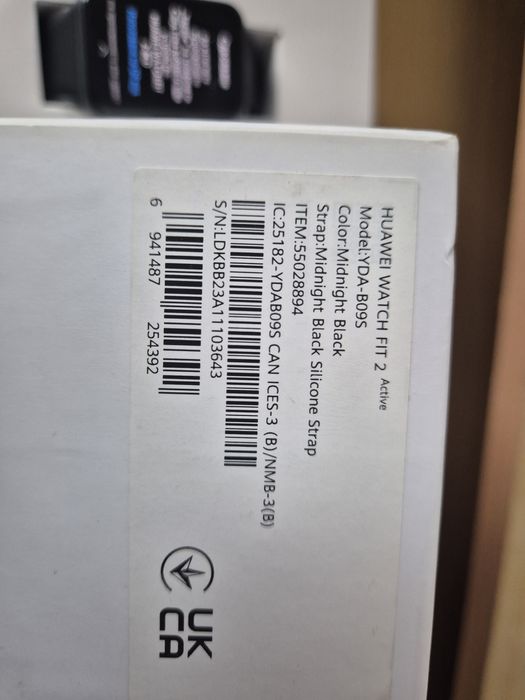 HUAWEI WATCH FIT 2 Active
Model:YDA-B09S
Color:Midnight Black
Strap:Midnight Black Silicone Strap
ITEM:55028894
IC:25182-YDAB09S CAN ICES-3 (B)/NMB-3(B)
S/N:LDKBB23A11103643
6 941487 254392
UK
CA